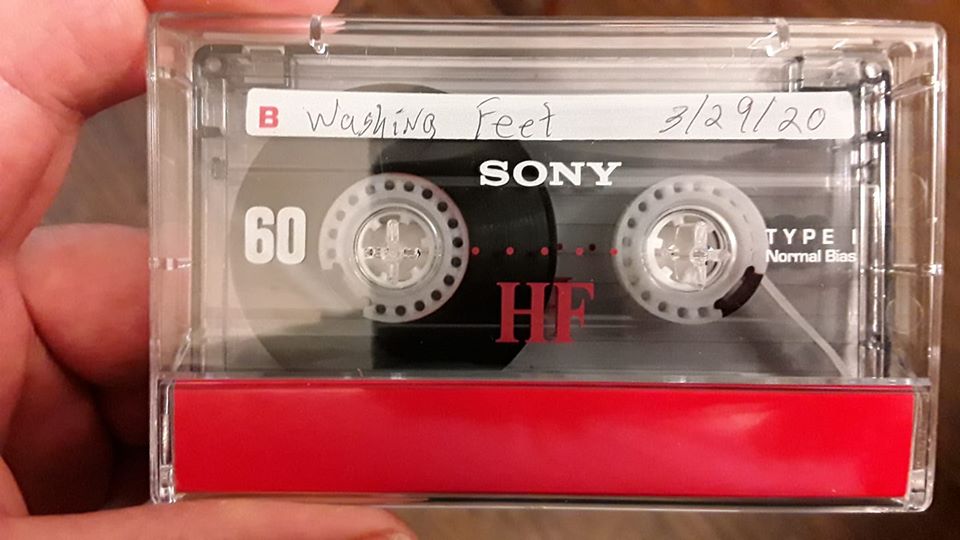 B Washing Feet 3/29/20
SONY
60
TYPE I
Normal Bias
HF